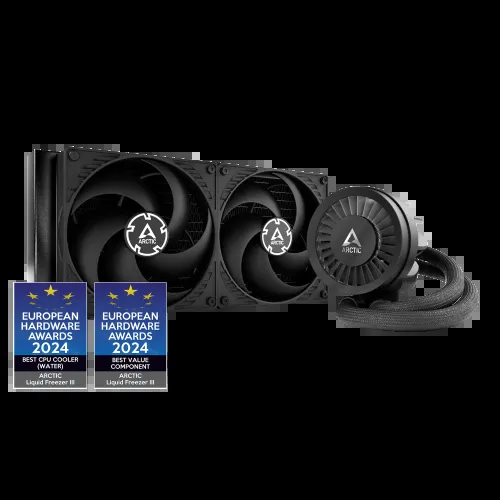 ARCTIC
ARCTIC
ARCTIC
EUROPEAN
HARDWARE
AWARDS
2024
BEST CPU COOLER
(WATER)
ARCTIC
Liquid Freezer III
EUROPEAN
HARDWARE
AWARDS
2024
BEST VALUE
COMPONENT
ARCTIC
Liquid Freezer III